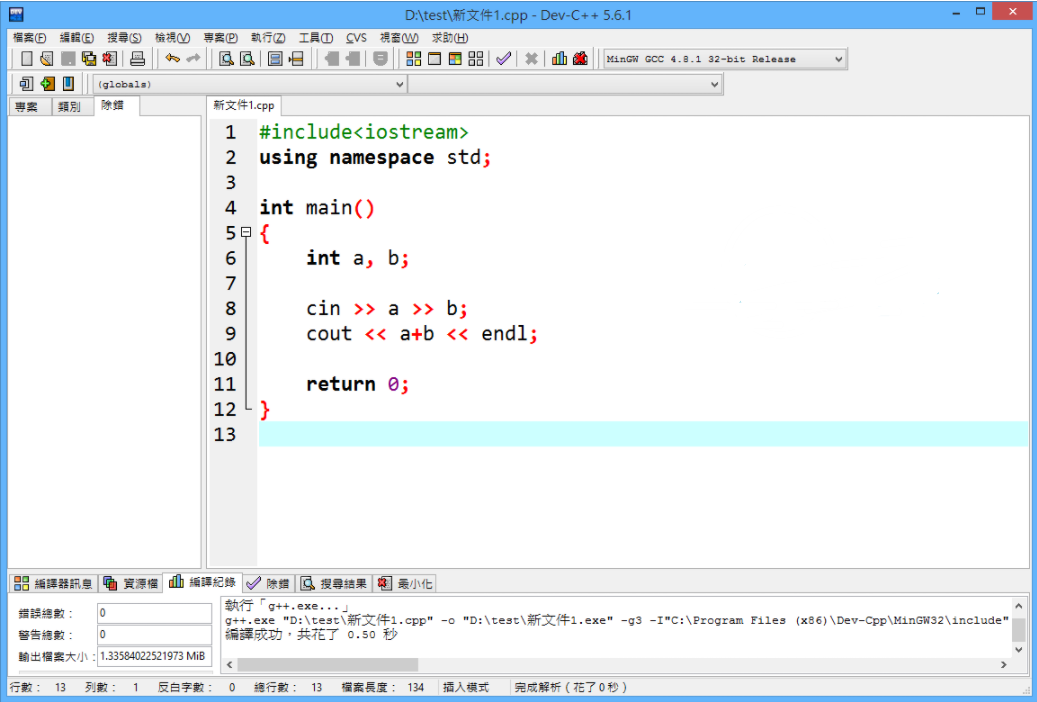 D:\test\新文件1.cpp - Dev-C++ 5.6.1
檔案(F) 編輯(E) 搜尋(S) 檢視(V) 專案(P) 執行(Z) 工具(T) CVS 視窗(W) 求助(H)
MinGW GCC 4.8.1 32-bit Release
(globals)
專案 類別 除錯 新文件1.cpp
1 #include<iostream>
2 using namespace std;
3
4 int main()
5 {
6 int a, b;
7
8 cin >> a >> b;
9 cout << a+b << endl;
10
11 return 0;
12 }
13
編譯器訊息 資源檔 編譯紀錄 除錯 搜尋結果 最小化
錯誤總數： 0
警告總數： 0
輸出檔案大小： 1.33584022521973 MiB
執行「g++.exe...」
g++.exe "D:\test\新文件1.cpp" -o "D:\test\新文件1.exe" -g3 -I"C:\Program Files (x86)\Dev-Cpp\MinGW32\include"
編譯成功，共花了 0.50 秒
行數： 13 列數： 1 反白字數： 0 總行數： 13 檔案長度： 134 插入模式 完成解析（花了0秒）